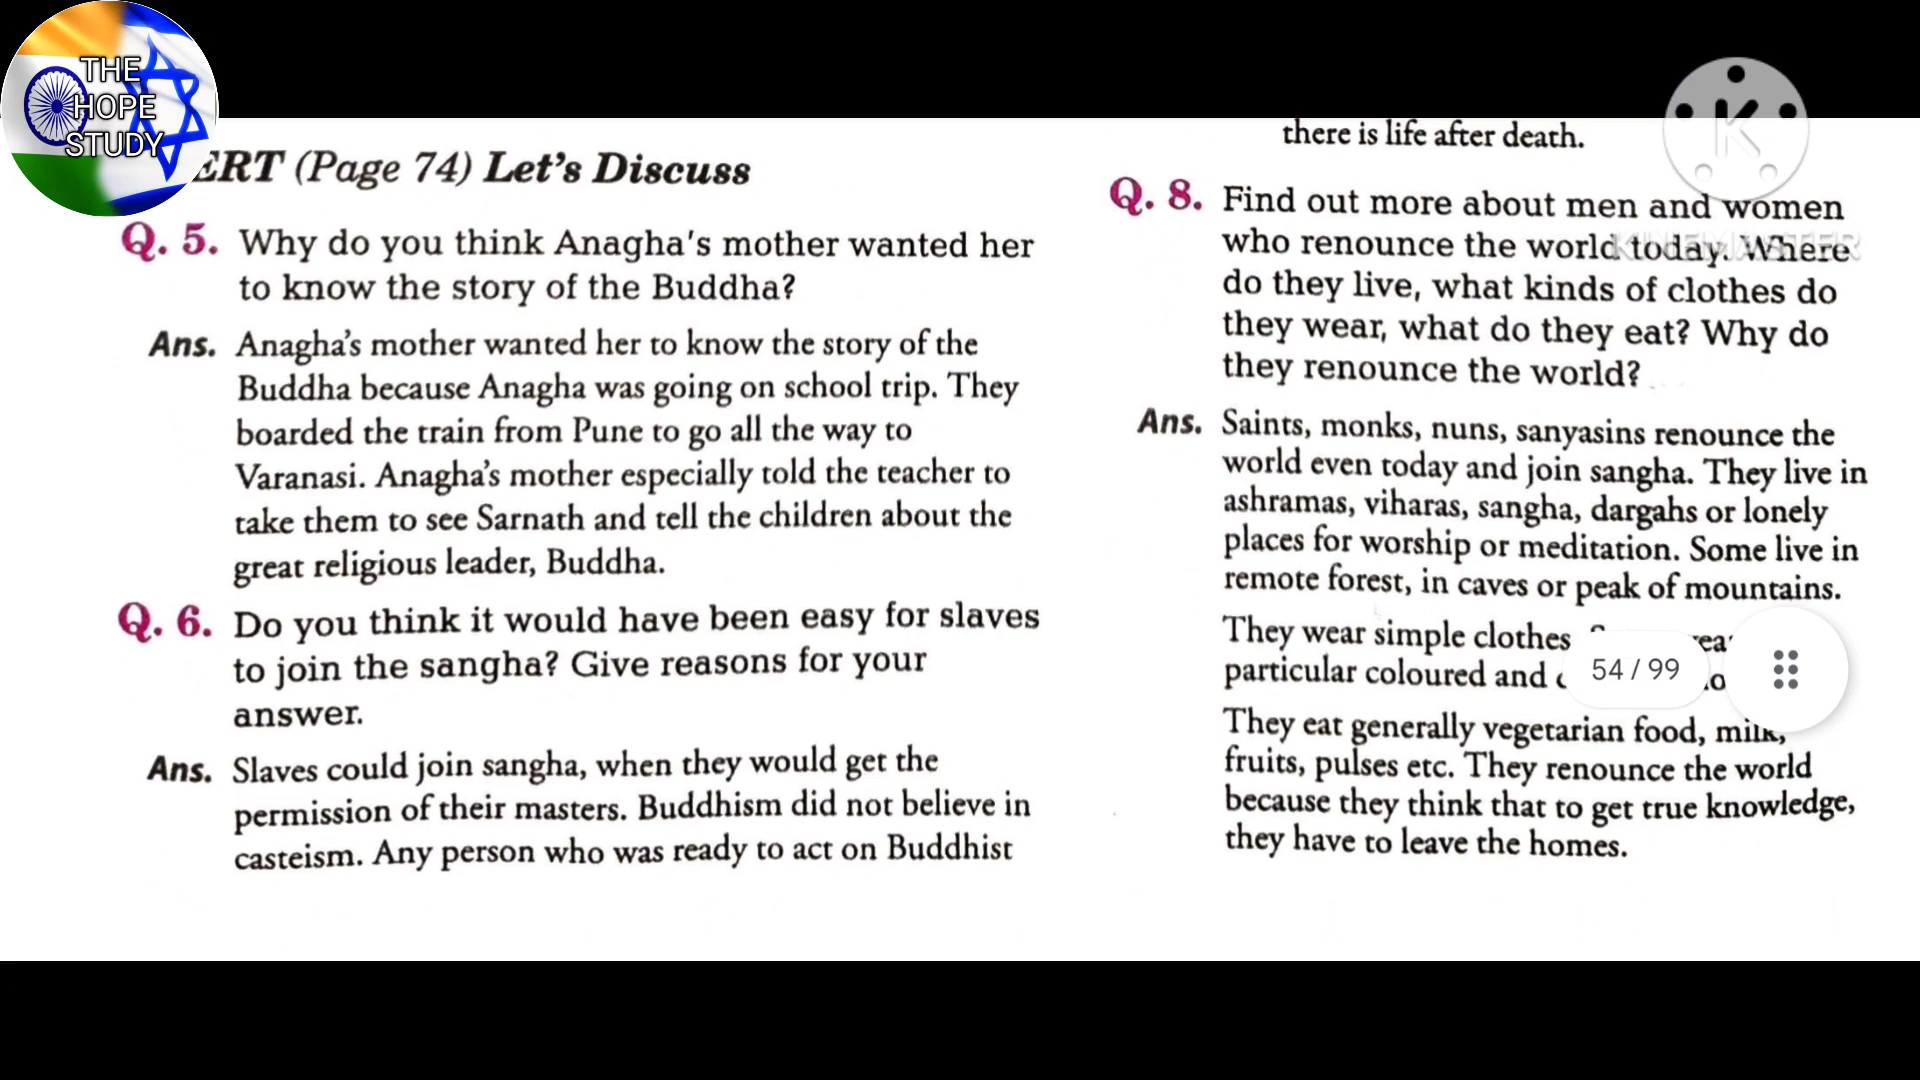 THE
HOPE
STUDY
ERT (Page 74) Let's Discuss
Q. 5. Why do you think Anagha's mother wanted her
to know the story of the Buddha?
Ans. Anagha's mother wanted her to know the story of the
Buddha because Anagha was going on school trip. They
boarded the train from Pune to go all the way to
Varanasi. Anagha's mother especially told the teacher to
take them to see Sarnath and tell the children about the
great religious leader, Buddha.
Q. 6. Do you think it would have been easy for slaves
to join the sangha? Give reasons for your
answer.
Ans. Slaves could join sangha, when they would get the
permission of their masters. Buddhism did not believe in
casteism. Any person who was ready to act on Buddhist
there is life after death.
Q. 8. Find out more about men and women
who renounce the world today. Where
do they live, what kinds of clothes do
they wear, what do they eat? Why do
they renounce the world?
Ans. Saints, monks, nuns, sanyasins renounce the
world even today and join sangha. They live in
ashramas, viharas, sangha, dargahs or lonely
places for worship or meditation. Some live in
remote forest, in caves or peak of mountains.
They wear simple clothes
particular coloured and
They eat generally vegetarian food, milk,
fruits, pulses etc. They renounce the world
because they think that to get true knowledge,
they have to leave the homes.
K
KINEMASTER
54 / 99